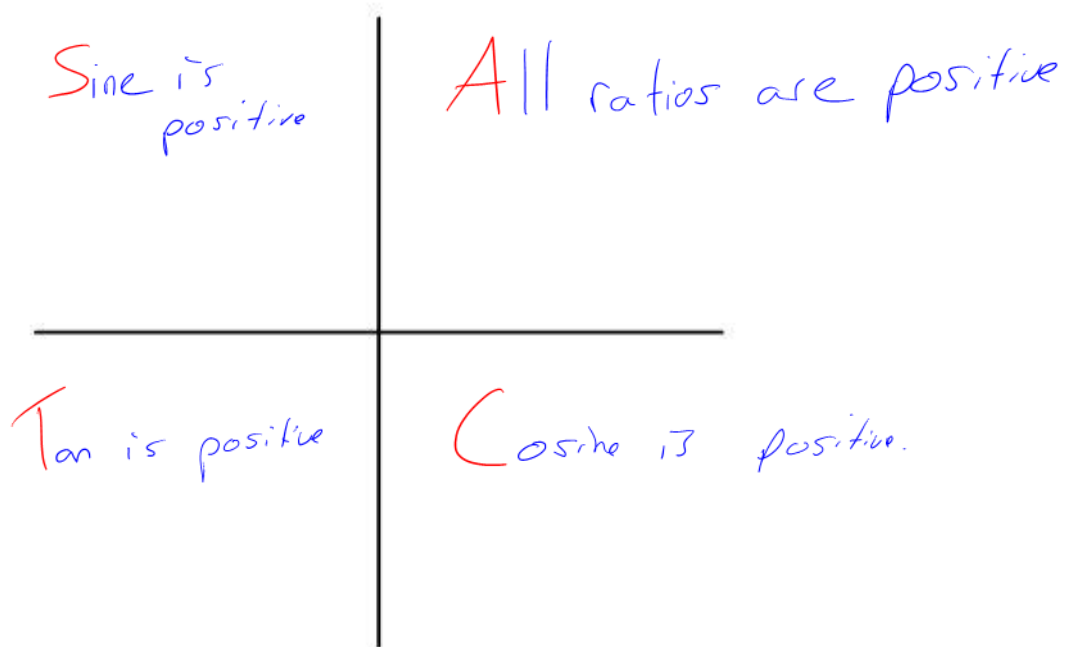 Sine is
positive
All ratios are positive
Tan is positive
Cosine is positive.